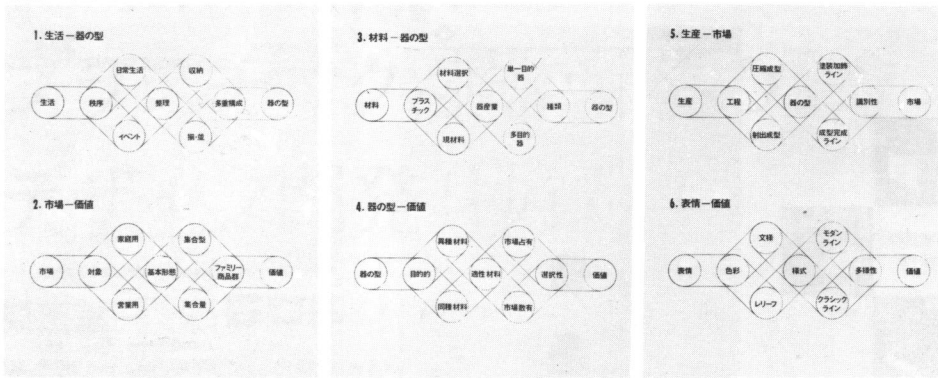 1. 生活－器の型
日常生活
収納
生活
秩序
整理
多重構成
器の型
イベント
揃・並
2. 市場－価値
家庭用
集合型
市場
対象
基本形態
ファミリー
商品群
価値
営業用
集合量
3. 材料－器の型
材料選択
単一目的
器
材料
プラス
チック
器産業
種類
器の型
現材料
多目的
器
4. 器の型－価値
異種材料
市場占有
器の型
目的的
適性材料
選択性
価値
同種材料
市場散有
5. 生産－市場
圧縮成型
塗装加飾
ライン
生産
工程
器の型
識別性
市場
射出成型
成型完成
ライン
6. 表情－価値
文様
モダン
ライン
表情
色彩
様式
多様性
価値
レリーフ
クラシック
ライン